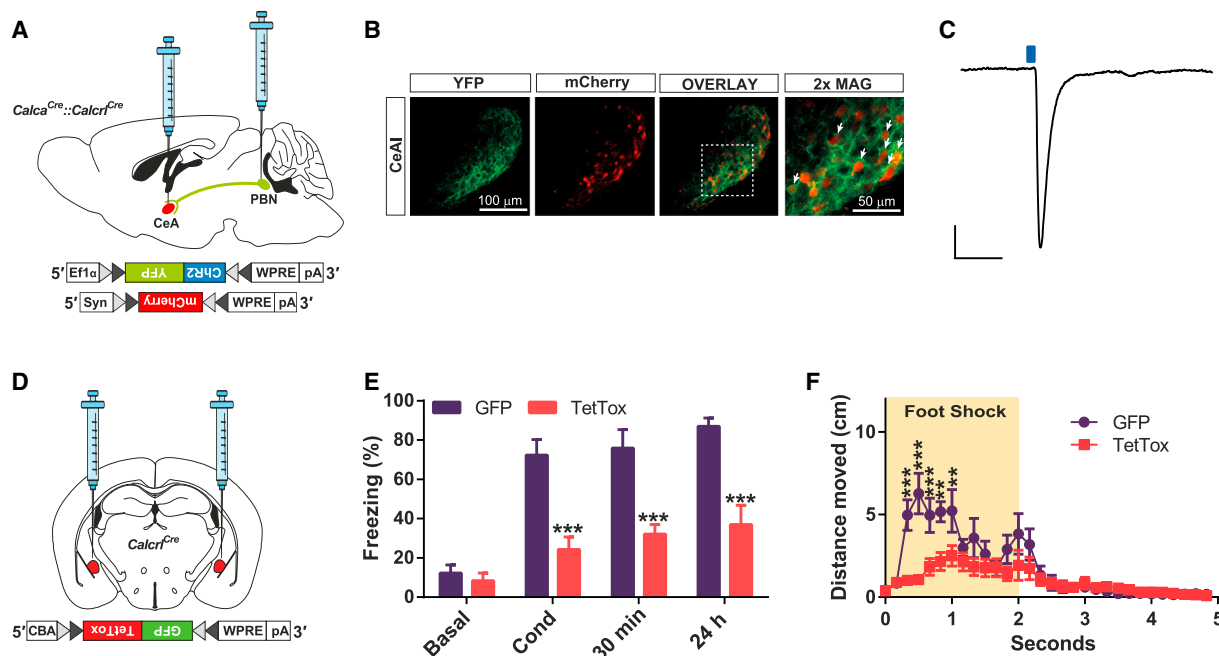 A
Calca^Cre::Calcrl^Cre
CeA
PBN
5′ Ef1α YFP ChR2 WPRE pA 3′
5′ Syn mCherry WPRE pA 3′
B
YFP mCherry OVERLAY 2x MAG
CeAl
100 μm
50 μm
C
D
Calcrl^Cre
5′ CBA TetTox GFP WPRE pA 3′
E
GFP TetTox
Freezing (%)
100
80
60
40
20
0
*** *** ***
Basal Cond 30 min 24 h
F
Foot Shock
GFP
TetTox
Distance moved (cm)
10
5
0
*** *** *** ** **
0 1 2 3 4 5
Seconds